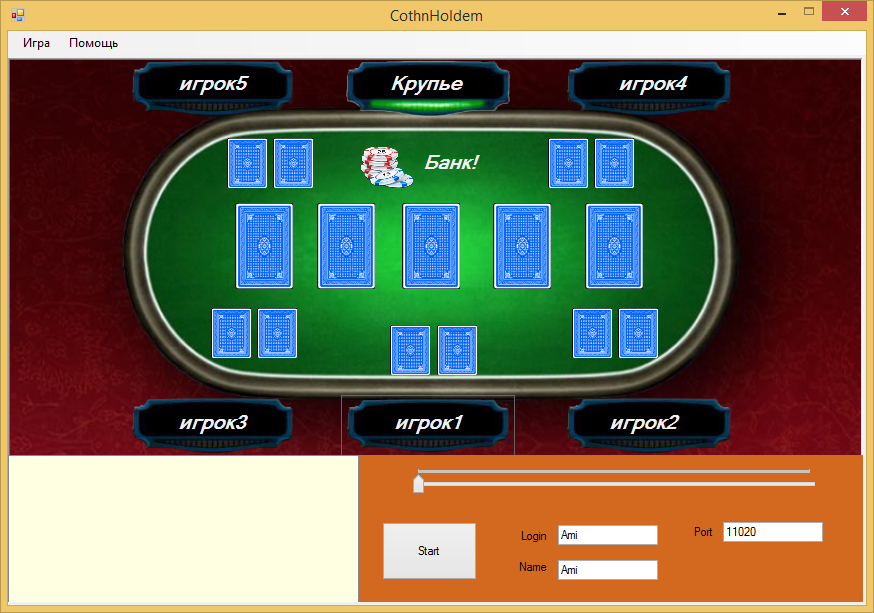 CothnHoldem
Игра Помощь
игрок5 Крупье игрок4
Банк!
игрок3 игрок1 игрок2
Start
Login Ami
Port 11020
Name Ami